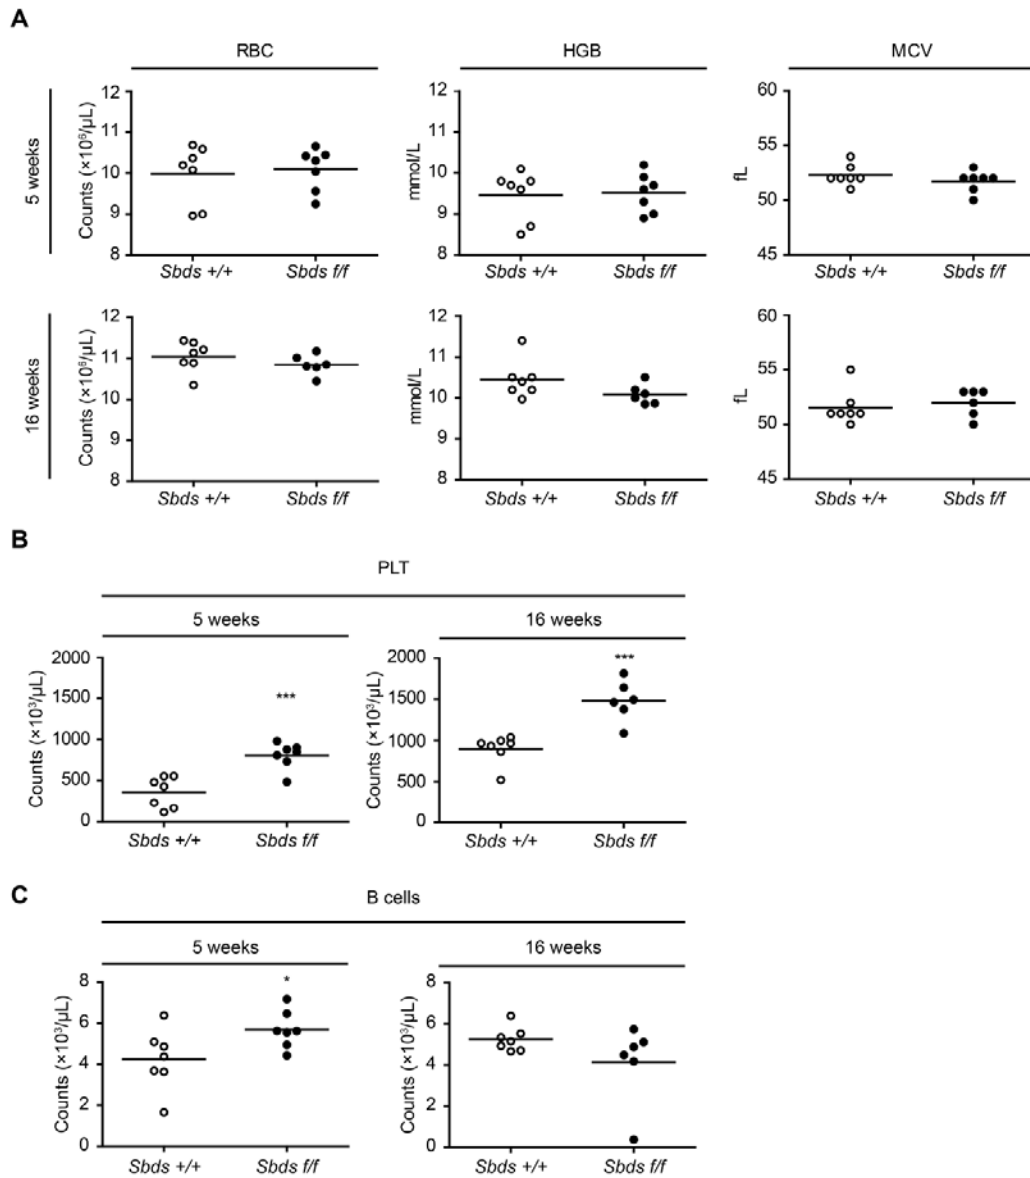 A
RBC
HGB
MCV
5 weeks
Counts (×10⁶/µL)
12
11
10
9
8
Sbds +/+
Sbds f/f
mmol/L
12
11
10
9
8
Sbds +/+
Sbds f/f
fL
60
55
50
45
Sbds +/+
Sbds f/f
16 weeks
Counts (×10⁶/µL)
12
11
10
9
8
Sbds +/+
Sbds f/f
mmol/L
12
11
10
9
8
Sbds +/+
Sbds f/f
fL
60
55
50
45
Sbds +/+
Sbds f/f
B
PLT
5 weeks
Counts (×10³/µL)
2000
1500
1000
500
0
***
Sbds +/+
Sbds f/f
16 weeks
Counts (×10³/µL)
2000
1500
1000
500
0
***
Sbds +/+
Sbds f/f
C
B cells
5 weeks
Counts (×10³/µL)
8
6
4
2
0
*
Sbds +/+
Sbds f/f
16 weeks
Counts (×10³/µL)
8
6
4
2
0
Sbds +/+
Sbds f/f